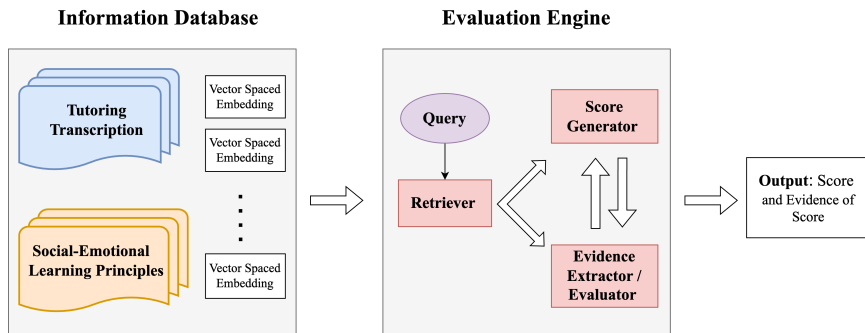 Information Database
Evaluation Engine
Tutoring
Transcription
Vector Spaced
Embedding
Vector Spaced
Embedding
Social-Emotional
Learning Principles
Vector Spaced
Embedding
Query
Retriever
Score
Generator
Evidence
Extractor /
Evaluator
Output: Score
and Evidence of
Score